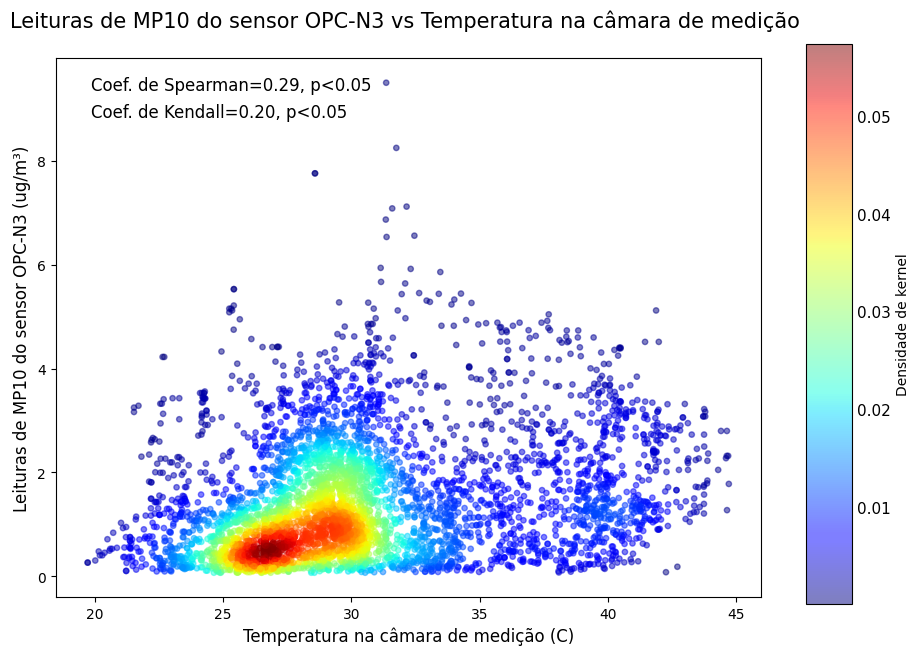 Leituras de MP10 do sensor OPC-N3 vs Temperatura na câmara de medição
Coef. de Spearman=0.29, p<0.05
Coef. de Kendall=0.20, p<0.05
Leituras de MP10 do sensor OPC-N3 (ug/m³)
8
6
4
2
0
20
25
30
35
40
45
Temperatura na câmara de medição (C)
0.05
0.04
0.03
0.02
0.01
Densidade de kernel